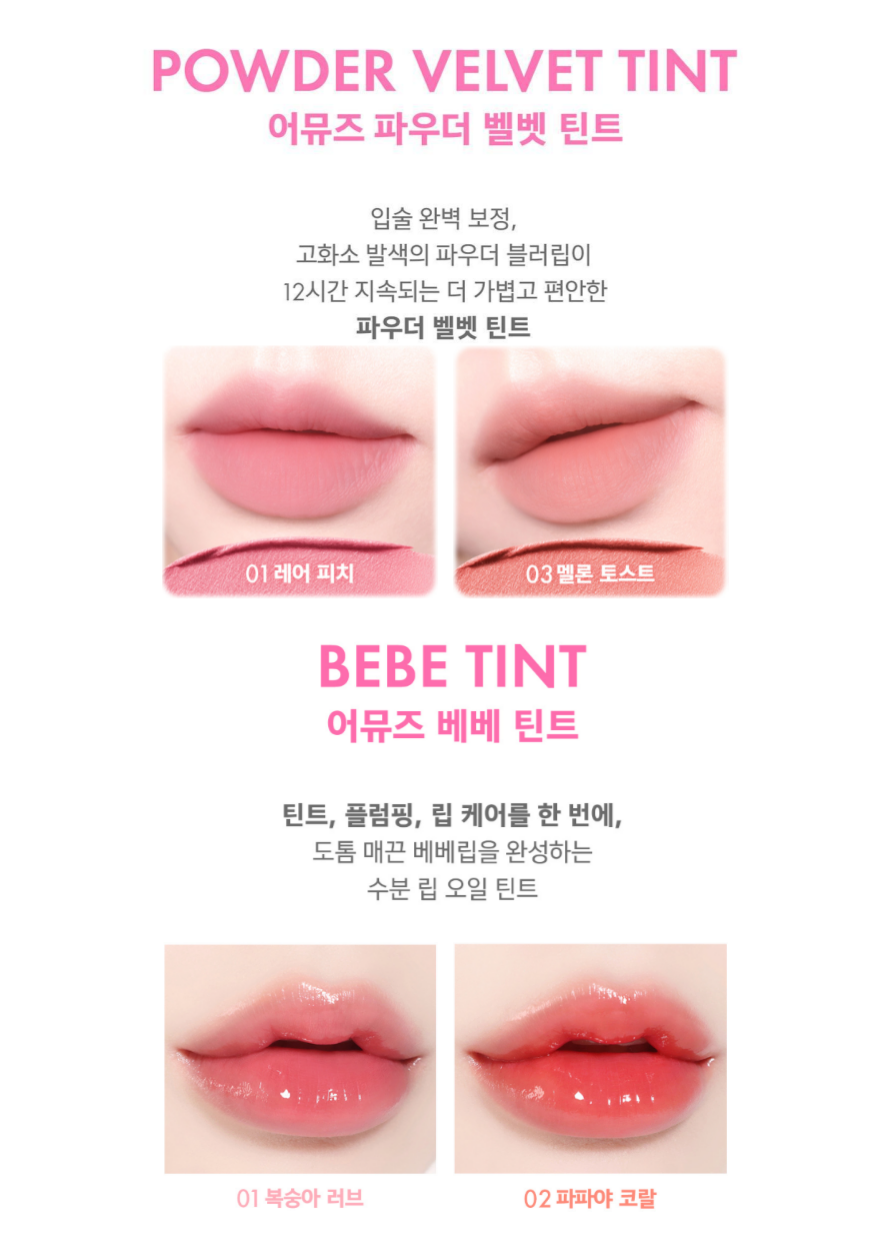 POWDER VELVET TINT
어뮤즈 파우더 벨벳 틴트
입술 완벽 보정,
고화소 발색의 파우더 블러립이
12시간 지속되는 더 가볍고 편안한
파우더 벨벳 틴트
01 레어 피치
03 멜론 토스트
BEBE TINT
어뮤즈 베베 틴트
틴트, 플럼핑, 립 케어를 한 번에,
도톰 매끈 베베립을 완성하는
수분 립 오일 틴트
01 복숭아 러브
02 파파야 코랄